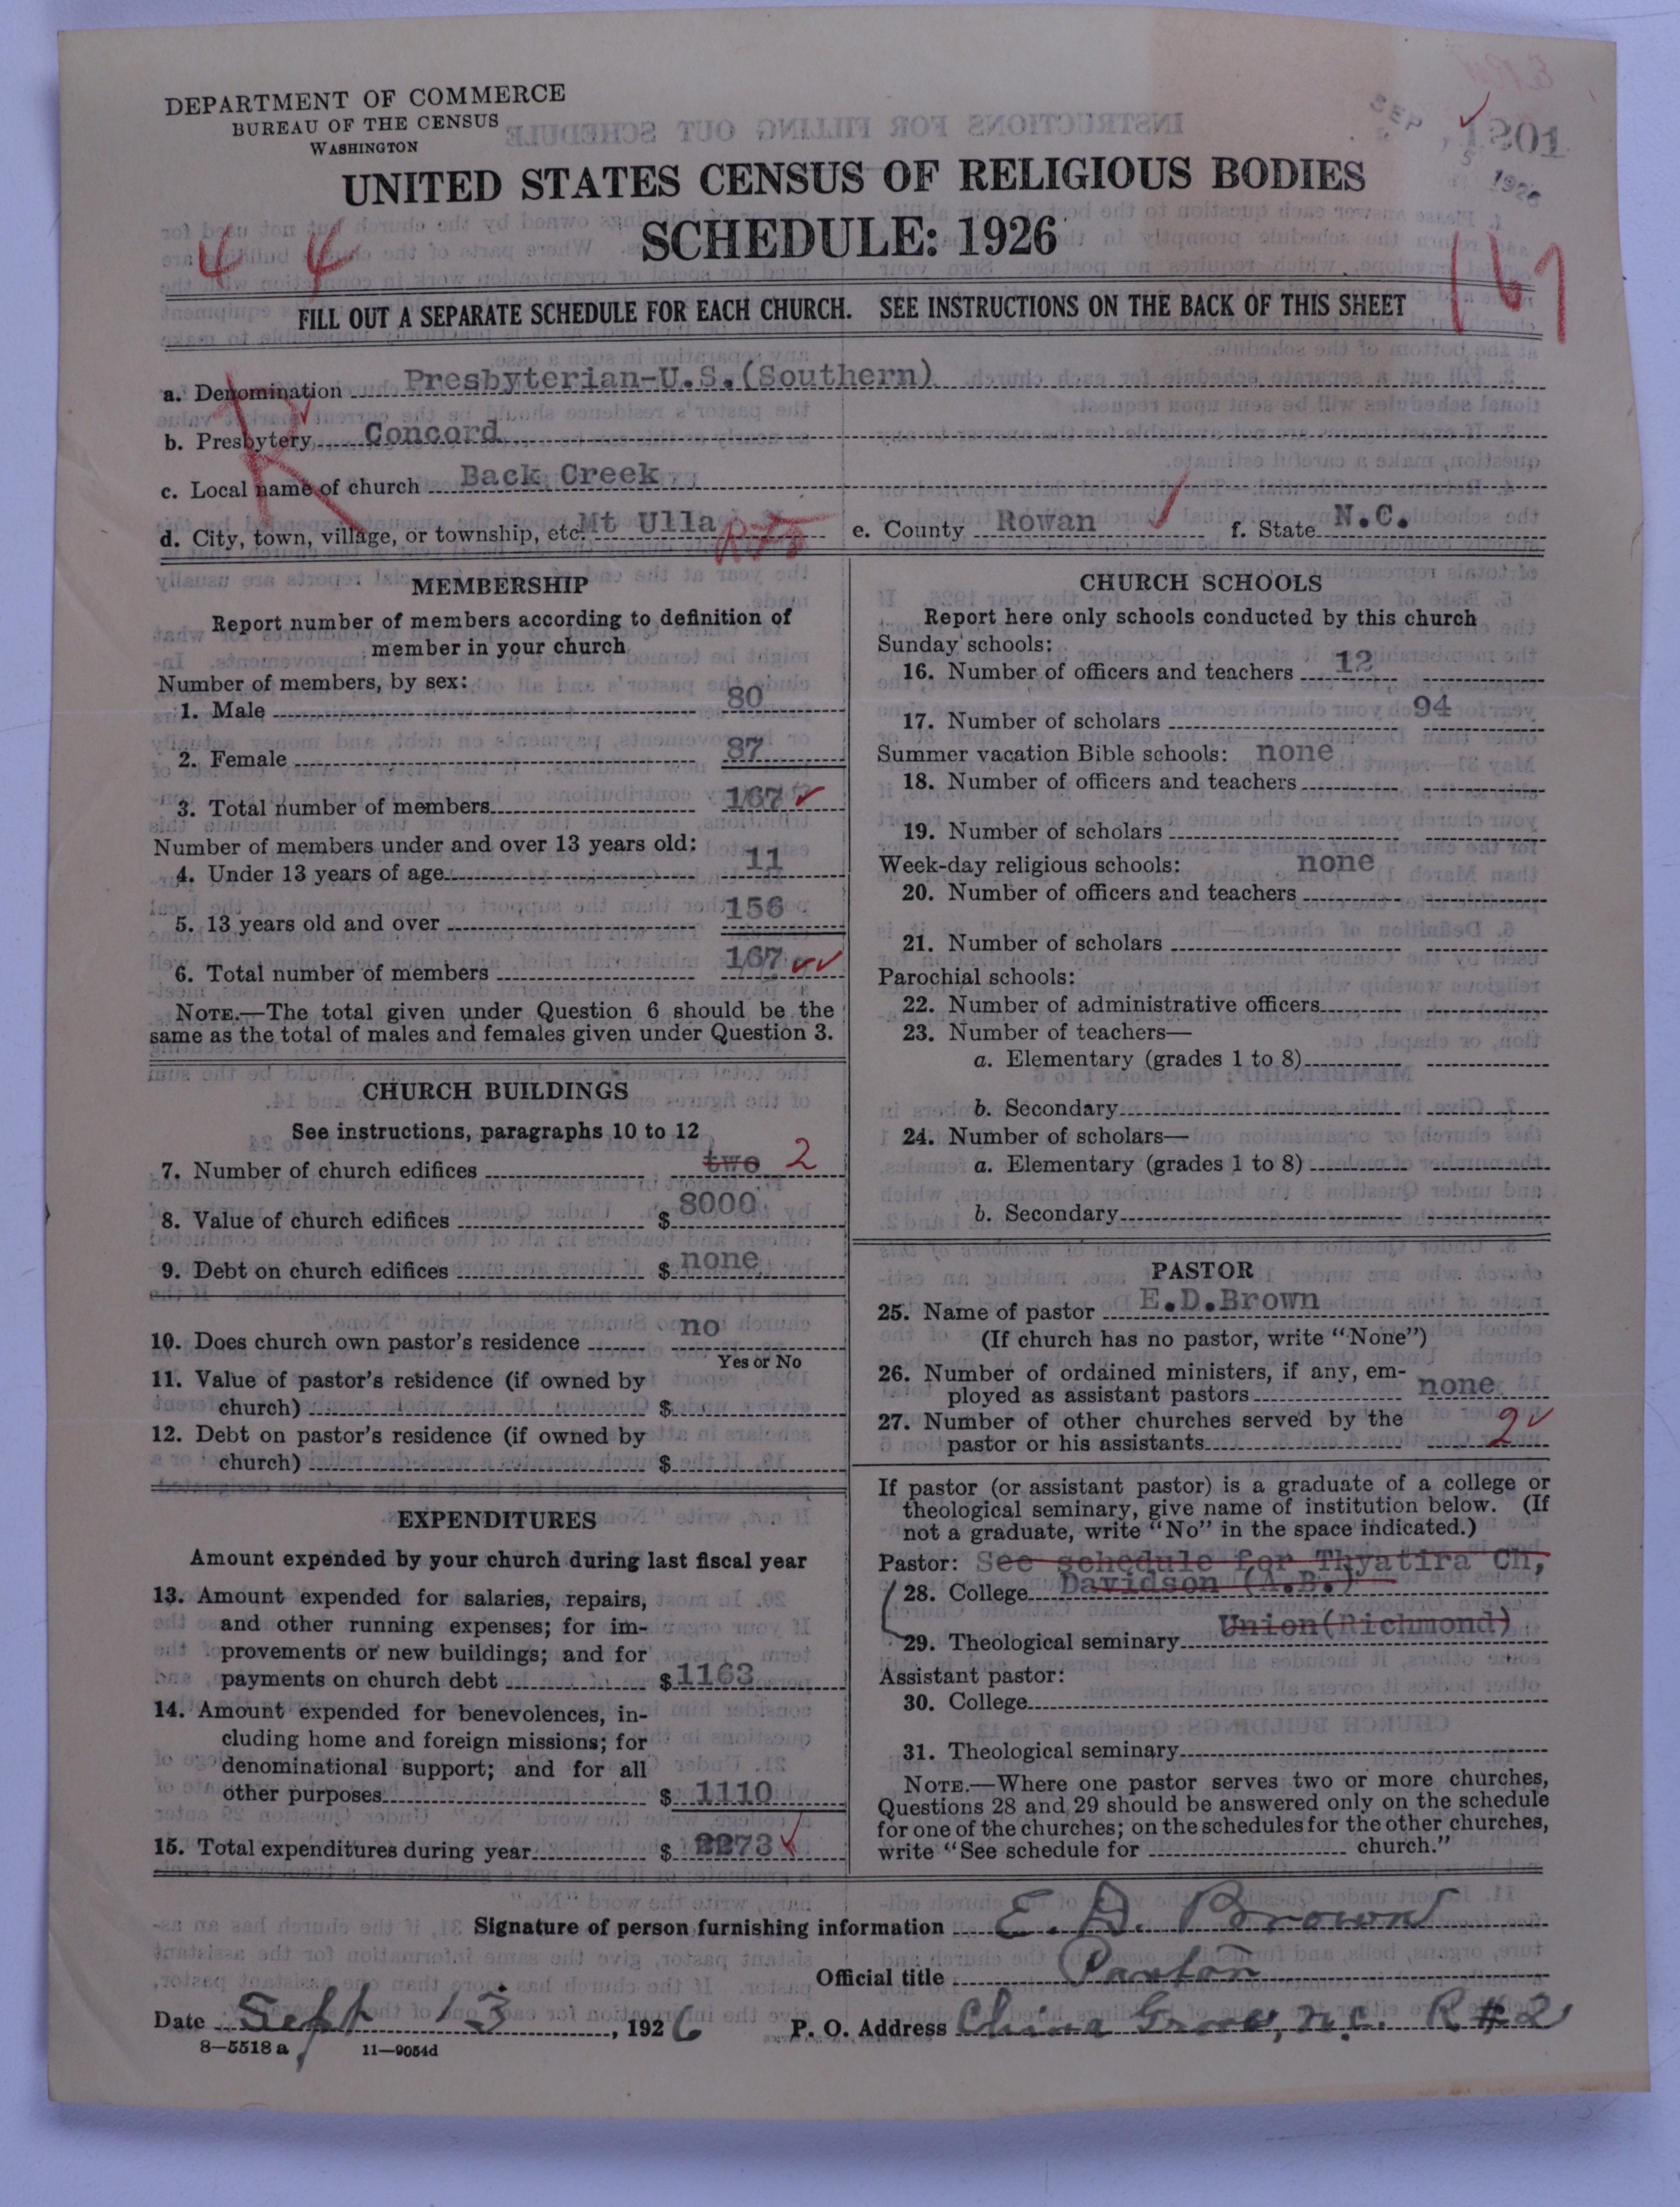 DEPARTMENT OF COMMERCE
BUREAU OF THE CENSUS
WASHINGTON
1801
SEP 5 1926
UNITED STATES CENSUS OF RELIGIOUS BODIES
SCHEDULE: 1926
4 4
167
FILL OUT A SEPARATE SCHEDULE FOR EACH CHURCH. SEE INSTRUCTIONS ON THE BACK OF THIS SHEET
a. Denomination Presbyterian-U.S.(Southern)
b. Presbytery Concord
c. Local name of church Back Creek
d. City, town, village, or township, etc. Mt Ulla e. County Rowan f. State N.C.
MEMBERSHIP
Report number of members according to definition of
member in your church
Number of members, by sex:
1. Male 80
2. Female 87
3. Total number of members 167
Number of members under and over 13 years old:
4. Under 13 years of age 11
5. 13 years old and over 156
6. Total number of members 167
NOTE.—The total given under Question 6 should be the
same as the total of males and females given under Question 3.
CHURCH BUILDINGS
See instructions, paragraphs 10 to 12
7. Number of church edifices two 2
8. Value of church edifices $ 8000
9. Debt on church edifices $ none
10. Does church own pastor's residence no
Yes or No
11. Value of pastor's residence (if owned by
church) $
12. Debt on pastor's residence (if owned by
church) $
EXPENDITURES
Amount expended by your church during last fiscal year
13. Amount expended for salaries, repairs,
and other running expenses; for im-
provements or new buildings; and for
payments on church debt $ 1163
14. Amount expended for benevolences, in-
cluding home and foreign missions; for
denominational support; and for all
other purposes $ 1110
15. Total expenditures during year $ 2273
CHURCH SCHOOLS
Report here only schools conducted by this church
Sunday schools:
16. Number of officers and teachers 12
17. Number of scholars 94
Summer vacation Bible schools: none
18. Number of officers and teachers
19. Number of scholars
Week-day religious schools: none
20. Number of officers and teachers
21. Number of scholars
Parochial schools:
22. Number of administrative officers
23. Number of teachers—
a. Elementary (grades 1 to 8)
b. Secondary
24. Number of scholars—
a. Elementary (grades 1 to 8)
b. Secondary
PASTOR
25. Name of pastor E.D.Brown
(If church has no pastor, write "None")
26. Number of ordained ministers, if any, em-
ployed as assistant pastors none
27. Number of other churches served by the
pastor or his assistants 2
If pastor (or assistant pastor) is a graduate of a college or
theological seminary, give name of institution below. (If
not a graduate, write "No" in the space indicated.)
Pastor: See schedule for Thyatira Ch,
28. College Davidson (A.B.)
29. Theological seminary Union(Richmond)
Assistant pastor:
30. College
31. Theological seminary
NOTE.—Where one pastor serves two or more churches,
Questions 28 and 29 should be answered only on the schedule
for one of the churches; on the schedules for the other churches,
write "See schedule for church."
Signature of person furnishing information E. D. Brown
Official title Pastor
Date Sept 13, 1926 P. O. Address China Grove, N.C. R #2
8—5518 a 11—9054d